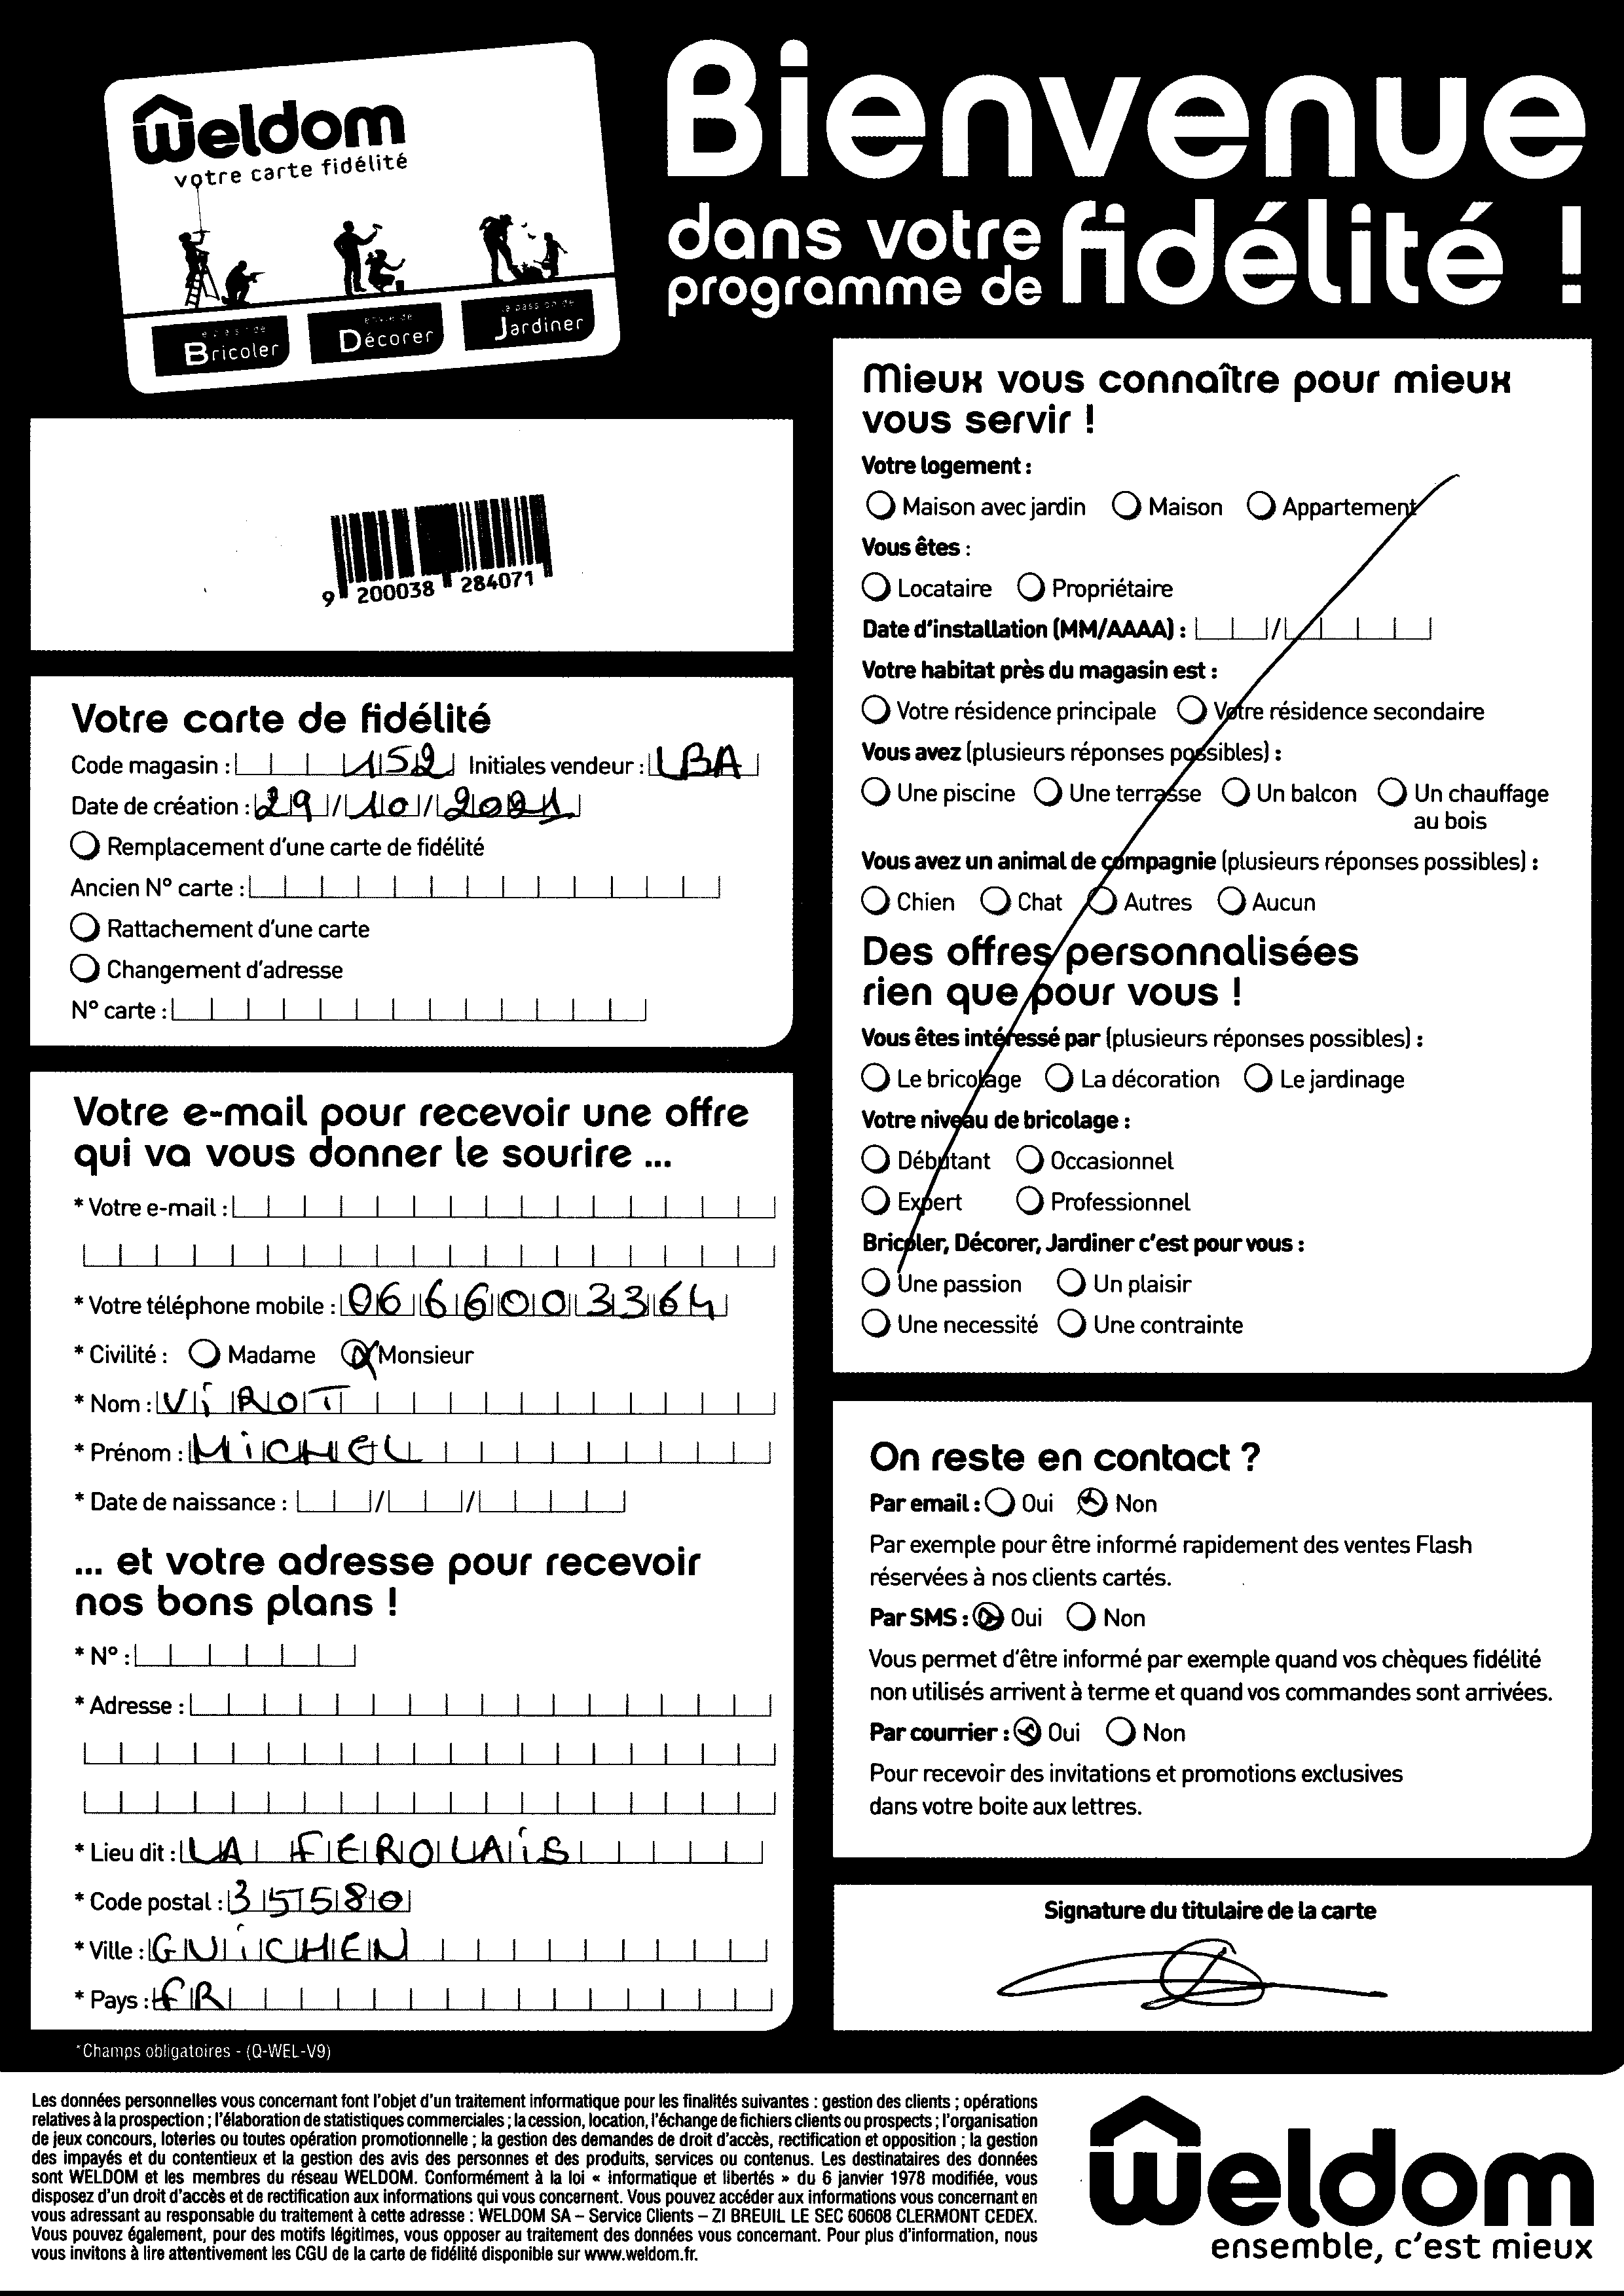 Weldom
votre carte fidélité
Bricoler
Décorer
Jardiner
Bienvenue
dans votre
programme de fidélité !
9 200038 284071
Votre carte de fidélité
Code magasin : 152 Initiales vendeur : LBA
Date de création : 29/10/2021
Remplacement d'une carte de fidélité
Ancien N° carte :
Rattachement d'une carte
Changement d'adresse
N° carte :
Votre e-mail pour recevoir une offre
qui va vous donner le sourire ...
* Votre e-mail :
* Votre téléphone mobile : 0666003364
* Civilité : Madame Monsieur
* Nom : ViROT
* Prénom : MiCHEL
* Date de naissance : / /
... et votre adresse pour recevoir
nos bons plans !
* N° :
* Adresse :
* Lieu dit : LA FEROUAiS
* Code postal : 35580
* Ville : GUiCHEN
* Pays : FR
*Champs obligatoires - (Q-WEL-V9)
Mieux vous connaître pour mieux
vous servir !
Votre logement :
Maison avec jardin Maison Appartement
Vous êtes :
Locataire Propriétaire
Date d'installation (MM/AAAA) : /
Votre habitat près du magasin est :
Votre résidence principale Votre résidence secondaire
Vous avez (plusieurs réponses possibles) :
Une piscine Une terrasse Un balcon Un chauffage
au bois
Vous avez un animal de compagnie (plusieurs réponses possibles) :
Chien Chat Autres Aucun
Des offres personnalisées
rien que pour vous !
Vous êtes intéressé par (plusieurs réponses possibles) :
Le bricolage La décoration Le jardinage
Votre niveau de bricolage :
Débutant Occasionnel
Expert Professionnel
Bricoler, Décorer, Jardiner c'est pour vous :
Une passion Un plaisir
Une necessité Une contrainte
On reste en contact ?
Par email : Oui Non
Par exemple pour être informé rapidement des ventes Flash
réservées à nos clients cartés.
Par SMS : Oui Non
Vous permet d'être informé par exemple quand vos chèques fidélité
non utilisés arrivent à terme et quand vos commandes sont arrivées.
Par courrier : Oui Non
Pour recevoir des invitations et promotions exclusives
dans votre boite aux lettres.
Signature du titulaire de la carte
Les données personnelles vous concernant font l'objet d'un traitement informatique pour les finalités suivantes : gestion des clients ; opérations
relatives à la prospection ; l'élaboration de statistiques commerciales ; la cession, location, l'échange de fichiers clients ou prospects ; l'organisation
de jeux concours, loteries ou toutes opération promotionnelle ; la gestion des demandes de droit d'accès, rectification et opposition ; la gestion
des impayés et du contentieux et la gestion des avis des personnes et des produits, services ou contenus. Les destinataires des données
sont WELDOM et les membres du réseau WELDOM. Conformément à la loi « informatique et libertés » du 6 janvier 1978 modifiée, vous
disposez d'un droit d'accès et de rectification aux informations qui vous concernent. Vous pouvez accéder aux informations vous concernant en
vous adressant au responsable du traitement à cette adresse : WELDOM SA – Service Clients – ZI BREUIL LE SEC 60608 CLERMONT CEDEX.
Vous pouvez également, pour des motifs légitimes, vous opposer au traitement des données vous concernant. Pour plus d'information, nous
vous invitons à lire attentivement les CGU de la carte de fidélité disponible sur www.weldom.fr.
Weldom
ensemble, c'est mieux